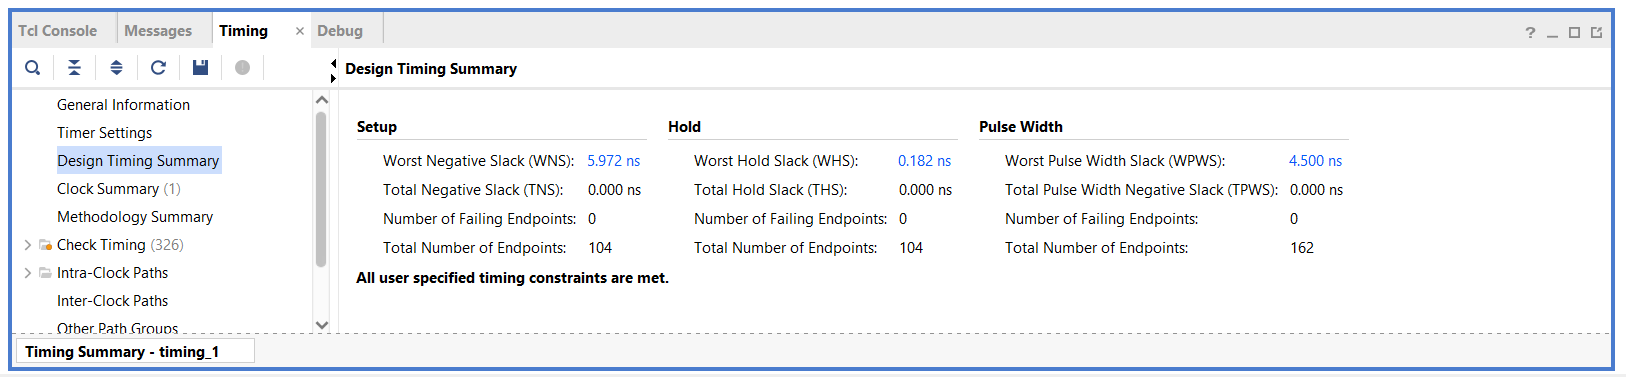 Tcl Console Messages Timing × Debug ? _
Design Timing Summary
General Information
Timer Settings
Design Timing Summary
Clock Summary (1)
Methodology Summary
Check Timing (326)
Intra-Clock Paths
Inter-Clock Paths
Other Path Groups
Setup
Worst Negative Slack (WNS): 5.972 ns
Total Negative Slack (TNS): 0.000 ns
Number of Failing Endpoints: 0
Total Number of Endpoints: 104
Hold
Worst Hold Slack (WHS): 0.182 ns
Total Hold Slack (THS): 0.000 ns
Number of Failing Endpoints: 0
Total Number of Endpoints: 104
Pulse Width
Worst Pulse Width Slack (WPWS): 4.500 ns
Total Pulse Width Negative Slack (TPWS): 0.000 ns
Number of Failing Endpoints: 0
Total Number of Endpoints: 162
All user specified timing constraints are met.
Timing Summary - timing_1